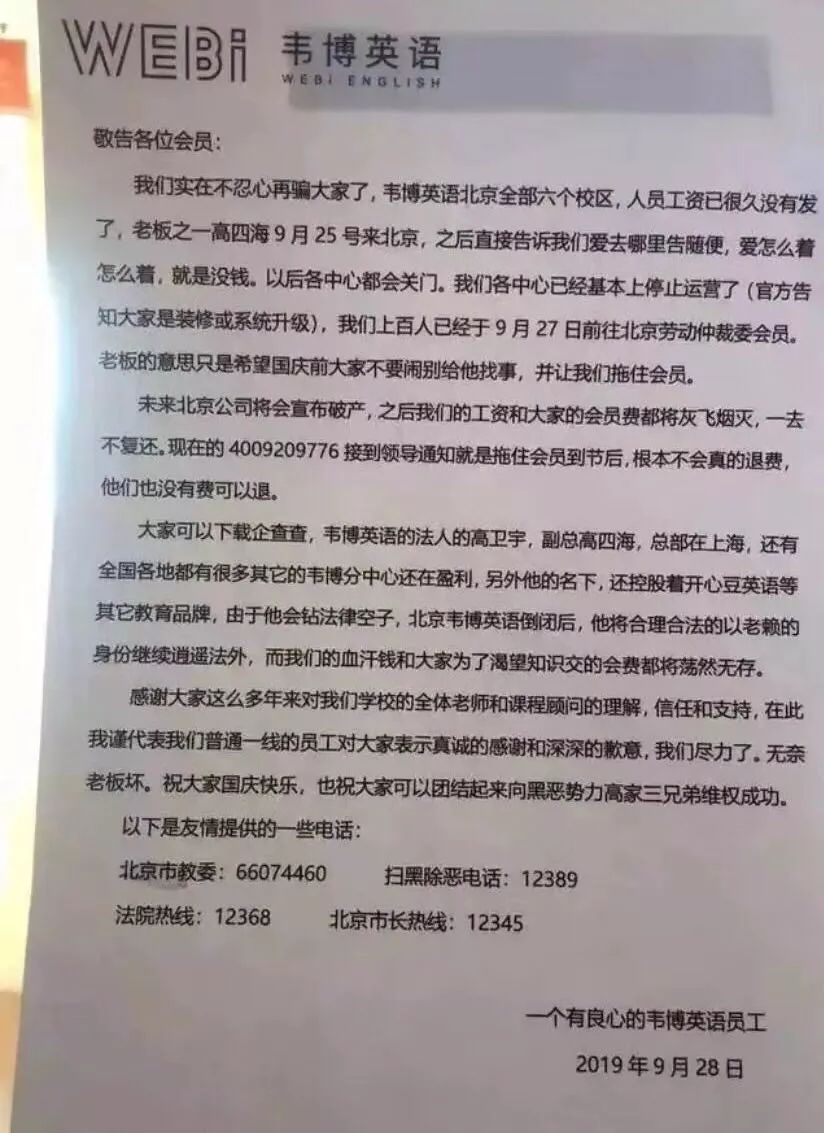 WEBi 韦博英语
WEBi ENGLISH
敬告各位会员：
我们实在不忍心再骗大家了，韦博英语北京全部六个校区，人员工资已很久没有发
了，老板之一高四海9月25号来北京，之后直接告诉我们爱去哪里告随便，爱怎么着
怎么着，就是没钱。以后各中心都会关门。我们各中心已经基本上停止运营了（官方告
知大家是装修或系统升级），我们上百人已经于9月27日前往北京劳动仲裁委会员。
老板的意思只是希望国庆前大家不要闹别给他找事，并让我们拖住会员。
未来北京公司将会宣布破产，之后我们的工资和大家的会员费都将灰飞烟灭，一去
不复还。现在的4009209776接到领导通知就是拖住会员到节后，根本不会真的退费，
他们也没有费可以退。
大家可以下载企查查，韦博英语的法人的高卫宇，副总高四海，总部在上海，还有
全国各地都有很多其它的韦博分中心还在盈利，另外他的名下，还控股着开心豆英语等
其它教育品牌，由于他会钻法律空子，北京韦博英语倒闭后，他将合理合法的以老赖的
身份继续逍遥法外，而我们的血汗钱和大家为了渴望知识交的会费都将荡然无存。
感谢大家这么多年来对我们学校的全体老师和课程顾问的理解，信任和支持，在此
我谨代表我们普通一线的员工对大家表示真诚的感谢和深深的歉意，我们尽力了。无奈
老板坏。祝大家国庆快乐，也祝大家可以团结起来向黑恶势力高家三兄弟维权成功。
以下是友情提供的一些电话：
北京市教委：66074460 扫黑除恶电话：12389
法院热线：12368 北京市长热线：12345
一个有良心的韦博英语员工
2019年9月28日